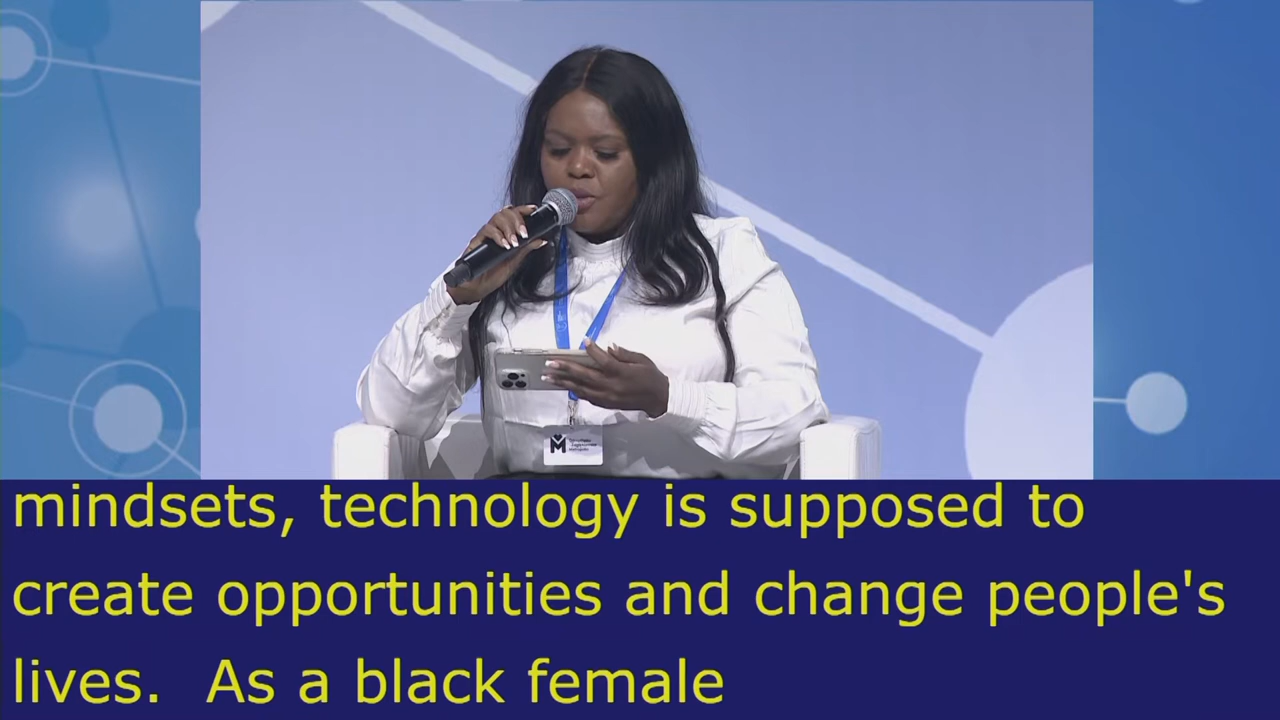 M
mindsets, technology is supposed to
create opportunities and change people's
lives.  As a black female